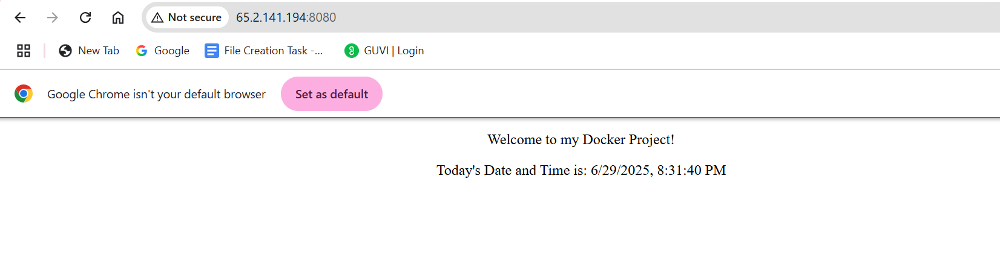 Not secure 65.2.141.194:8080
New Tab Google File Creation Task -... GUVI | Login
Google Chrome isn't your default browser Set as default
Welcome to my Docker Project!
Today's Date and Time is: 6/29/2025, 8:31:40 PM